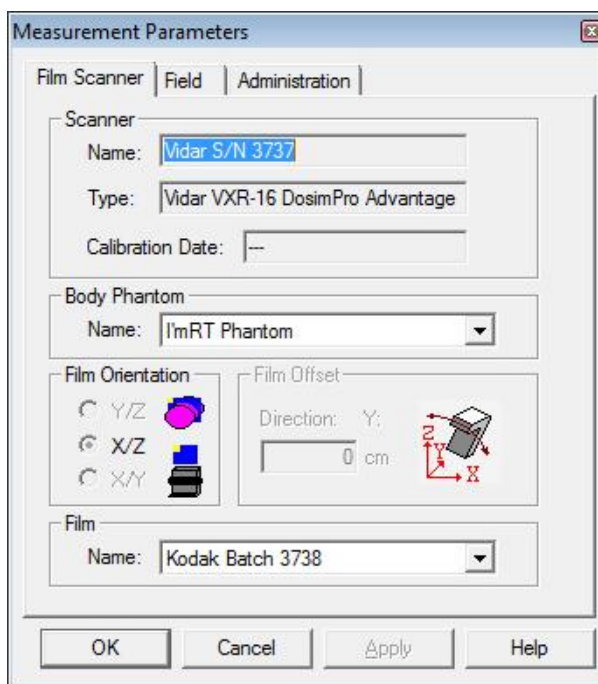 Measurement Parameters
Film Scanner Field Administration
Scanner
Name: Vidar S/N 3737
Type: Vidar VXR-16 DosimPro Advantage
Calibration Date: ---
Body Phantom
Name: I'mRT Phantom
Film Orientation Film Offset
Y/Z
Direction: Y:
X/Z
0 cm
X/Y
Z
Y
X
Film
Name: Kodak Batch 3738
OK Cancel Apply Help